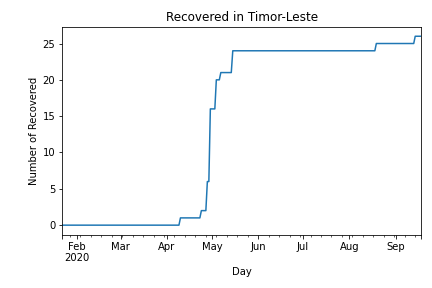 Recovered in Timor-Leste
Number of Recovered
25
20
15
10
5
0
Feb Mar Apr May Jun Jul Aug Sep
2020
Day